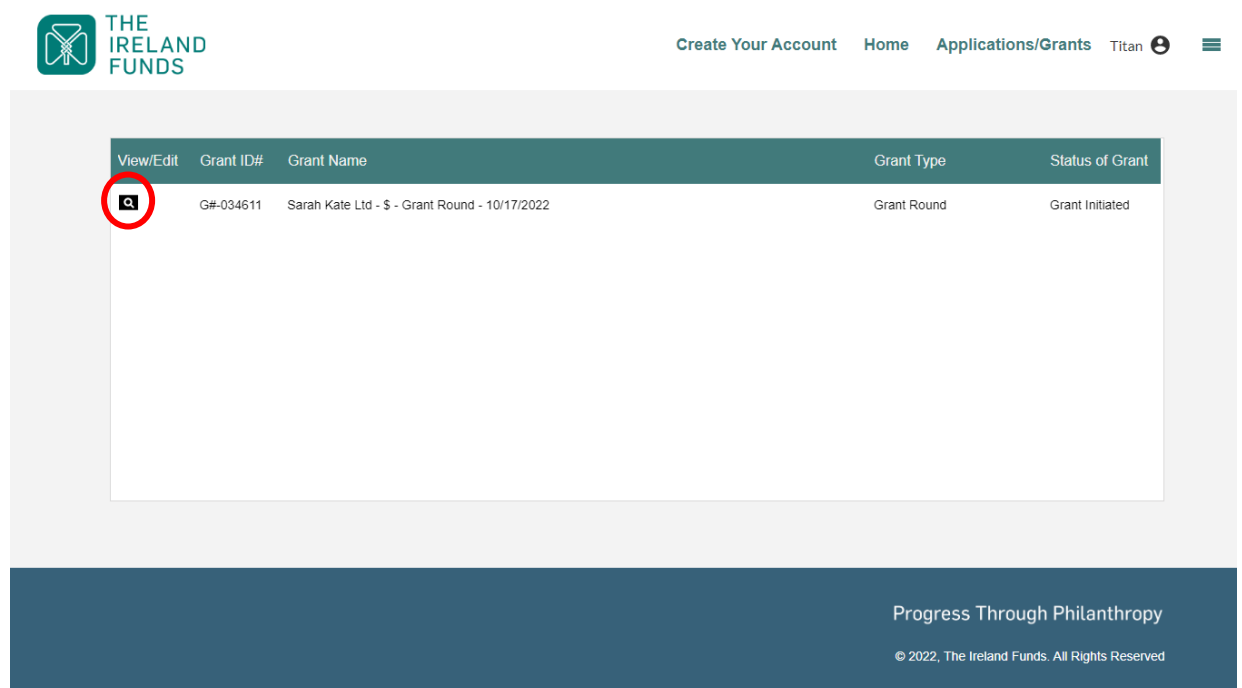 THE
IRELAND
FUNDS
Create Your Account Home Applications/Grants Titan
View/Edit Grant ID# Grant Name Grant Type Status of Grant
G#-034611 Sarah Kate Ltd - $ - Grant Round - 10/17/2022 Grant Round Grant Initiated
Progress Through Philanthropy
© 2022, The Ireland Funds. All Rights Reserved